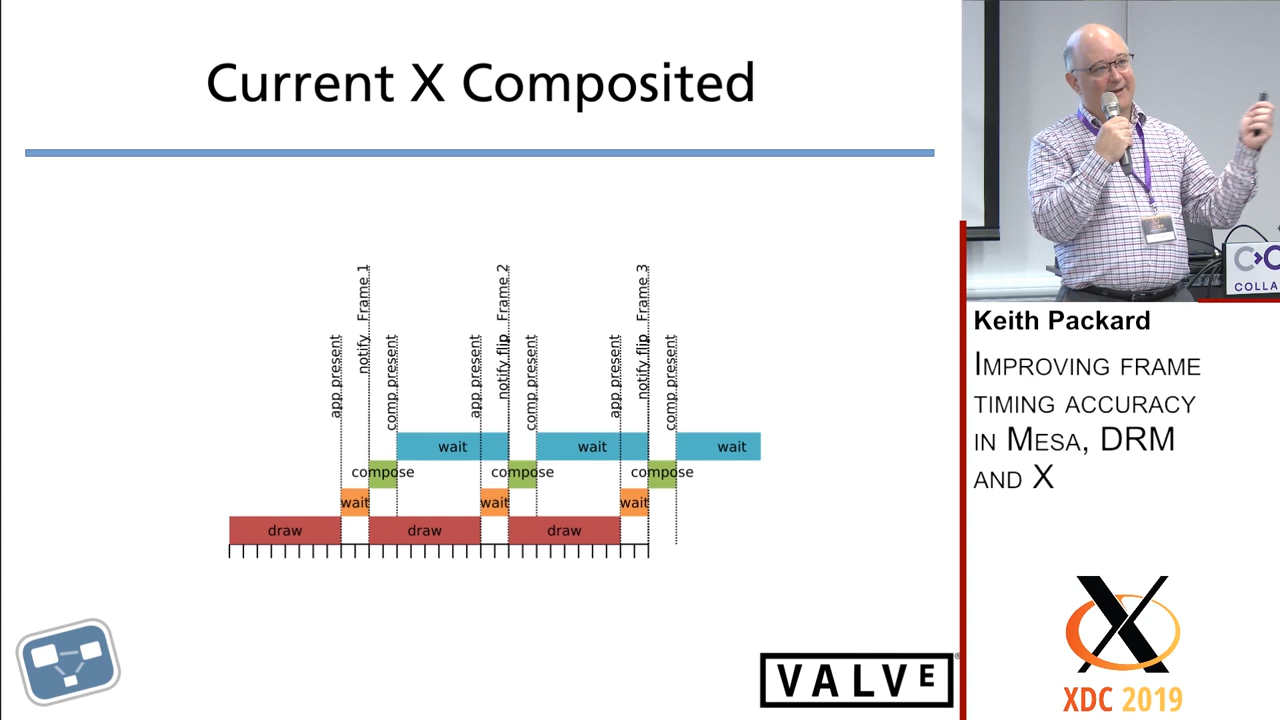 Current X Composited
Frame 1
Frame 2
Frame 3
app present
notify
comp present
app present
notify flip
comp present
app present
notify flip
comp present
wait
wait
wait
compose
compose
compose
wait
wait
wait
draw
draw
draw
VALVE
Keith Packard
IMPROVING FRAME
TIMING ACCURACY
IN MESA, DRM
AND X
COLLA
X
XDC 2019